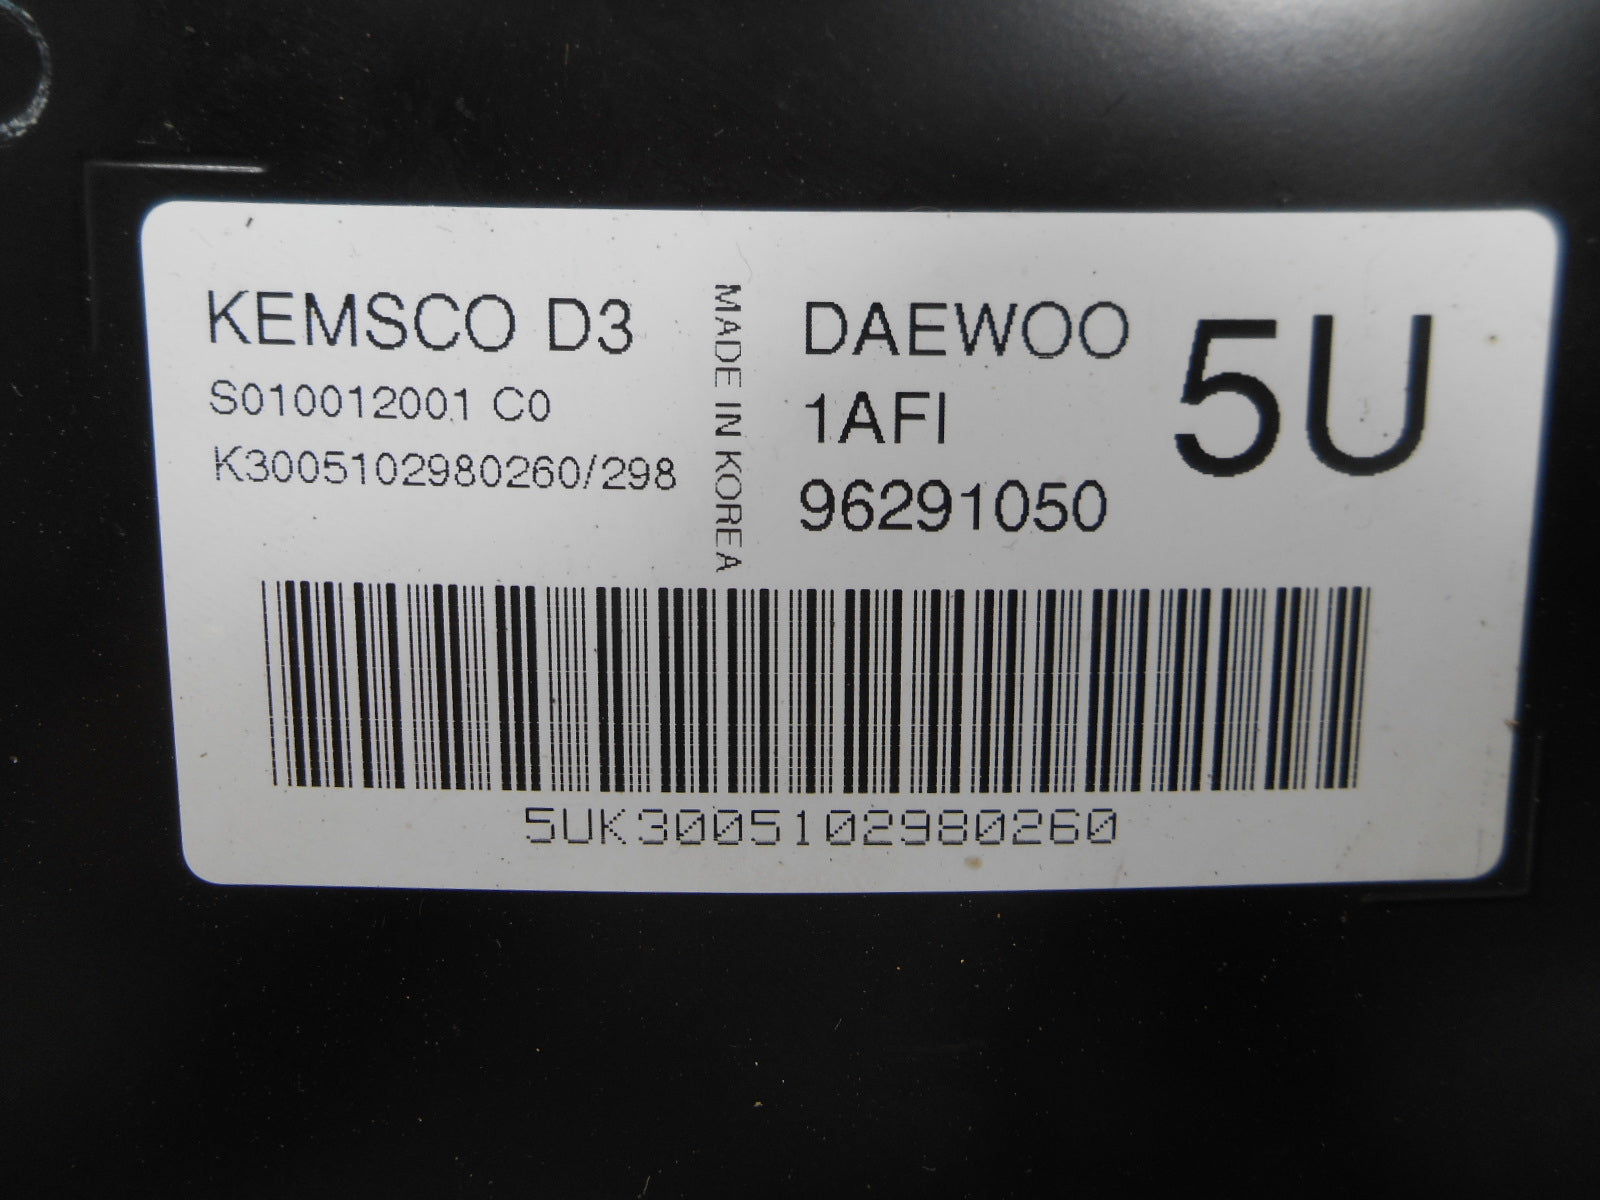 KEMSCO D3
S010012001 C0
K3005102980260/298
MADE IN KOREA
DAEWOO
1AFI
96291050
5U
5UK3005102980260